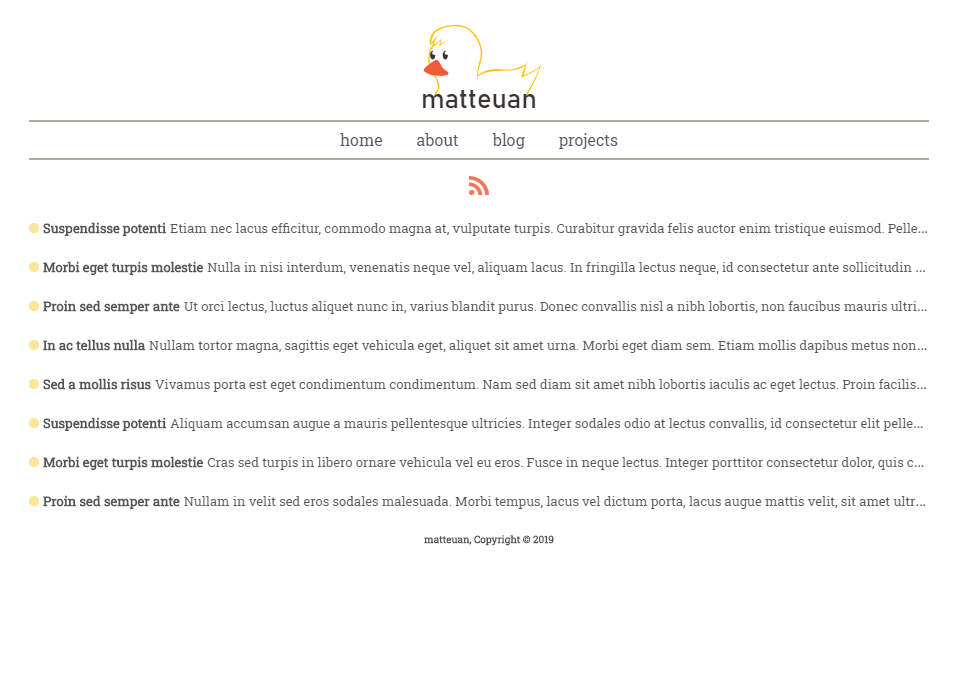 matteuan
home about blog projects
Suspendisse potenti Etiam nec lacus efficitur, commodo magna at, vulputate turpis. Curabitur gravida felis auctor enim tristique euismod. Pelle...
Morbi eget turpis molestie Nulla in nisi interdum, venenatis neque vel, aliquam lacus. In fringilla lectus neque, id consectetur ante sollicitudin ...
Proin sed semper ante Ut orci lectus, luctus aliquet nunc in, varius blandit purus. Donec convallis nisl a nibh lobortis, non faucibus mauris ultri...
In ac tellus nulla Nullam tortor magna, sagittis eget vehicula eget, aliquet sit amet urna. Morbi eget diam sem. Etiam mollis dapibus metus non...
Sed a mollis risus Vivamus porta est eget condimentum condimentum. Nam sed diam sit amet nibh lobortis iaculis ac eget lectus. Proin facilis...
Suspendisse potenti Aliquam accumsan augue a mauris pellentesque ultricies. Integer sodales odio at lectus convallis, id consectetur elit pelle...
Morbi eget turpis molestie Cras sed turpis in libero ornare vehicula vel eu eros. Fusce in neque lectus. Integer porttitor consectetur dolor, quis c...
Proin sed semper ante Nullam in velit sed eros sodales malesuada. Morbi tempus, lacus vel dictum porta, lacus augue mattis velit, sit amet ultr...
matteuan, Copyright © 2019